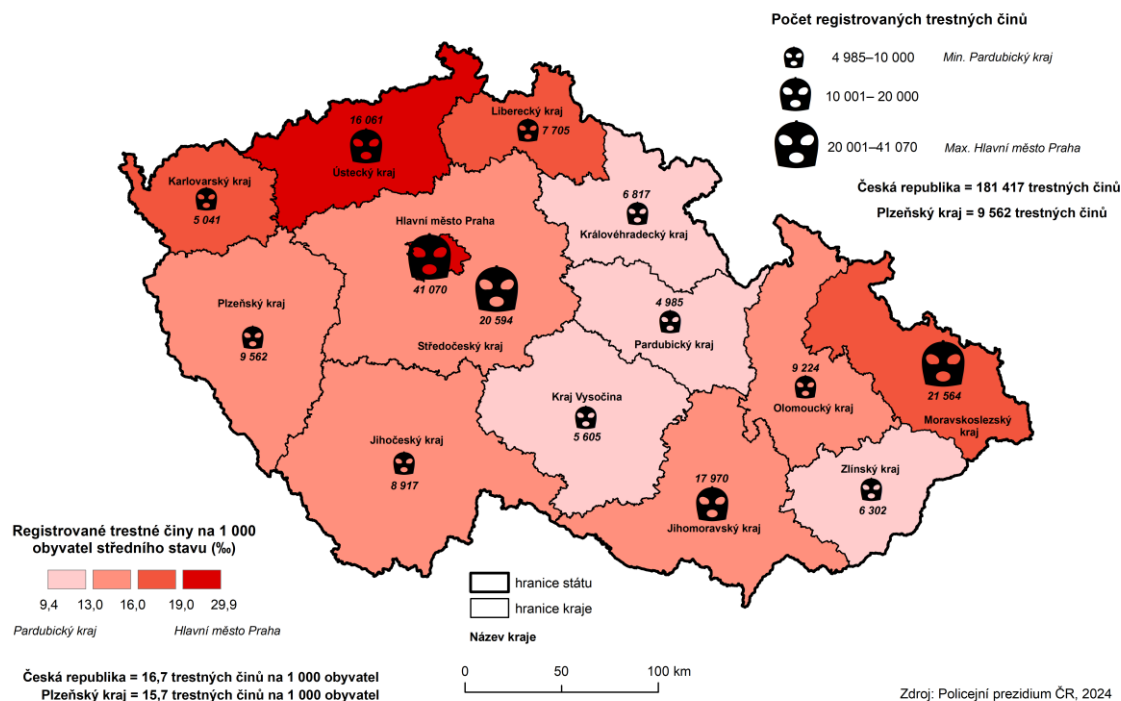 Počet registrovaných trestných činů
4 985–10 000 Min. Pardubický kraj
10 001– 20 000
20 001–41 070 Max. Hlavní město Praha
Česká republika = 181 417 trestných činů
Plzeňský kraj = 9 562 trestných činů
16 061
Ústecký kraj
Liberecký kraj
7 705
Karlovarský kraj
5 041
6 817
Královéhradecký kraj
Hlavní město Praha
41 070
20 594
Středočeský kraj
Plzeňský kraj
9 562
4 985
Pardubický kraj
9 224
Olomoucký kraj
21 564
Moravskoslezský
kraj
Kraj Vysočina
5 605
Jihočeský kraj
8 917
17 970
Jihomoravský kraj
Zlínský kraj
6 302
Registrované trestné činy na 1 000
obyvatel středního stavu (‰)
9,4 13,0 16,0 19,0 29,9
Pardubický kraj Hlavní město Praha
hranice státu
hranice kraje
Název kraje
0 50 100 km
Česká republika = 16,7 trestných činů na 1 000 obyvatel
Plzeňský kraj = 15,7 trestných činů na 1 000 obyvatel
Zdroj: Policejní prezidium ČR, 2024